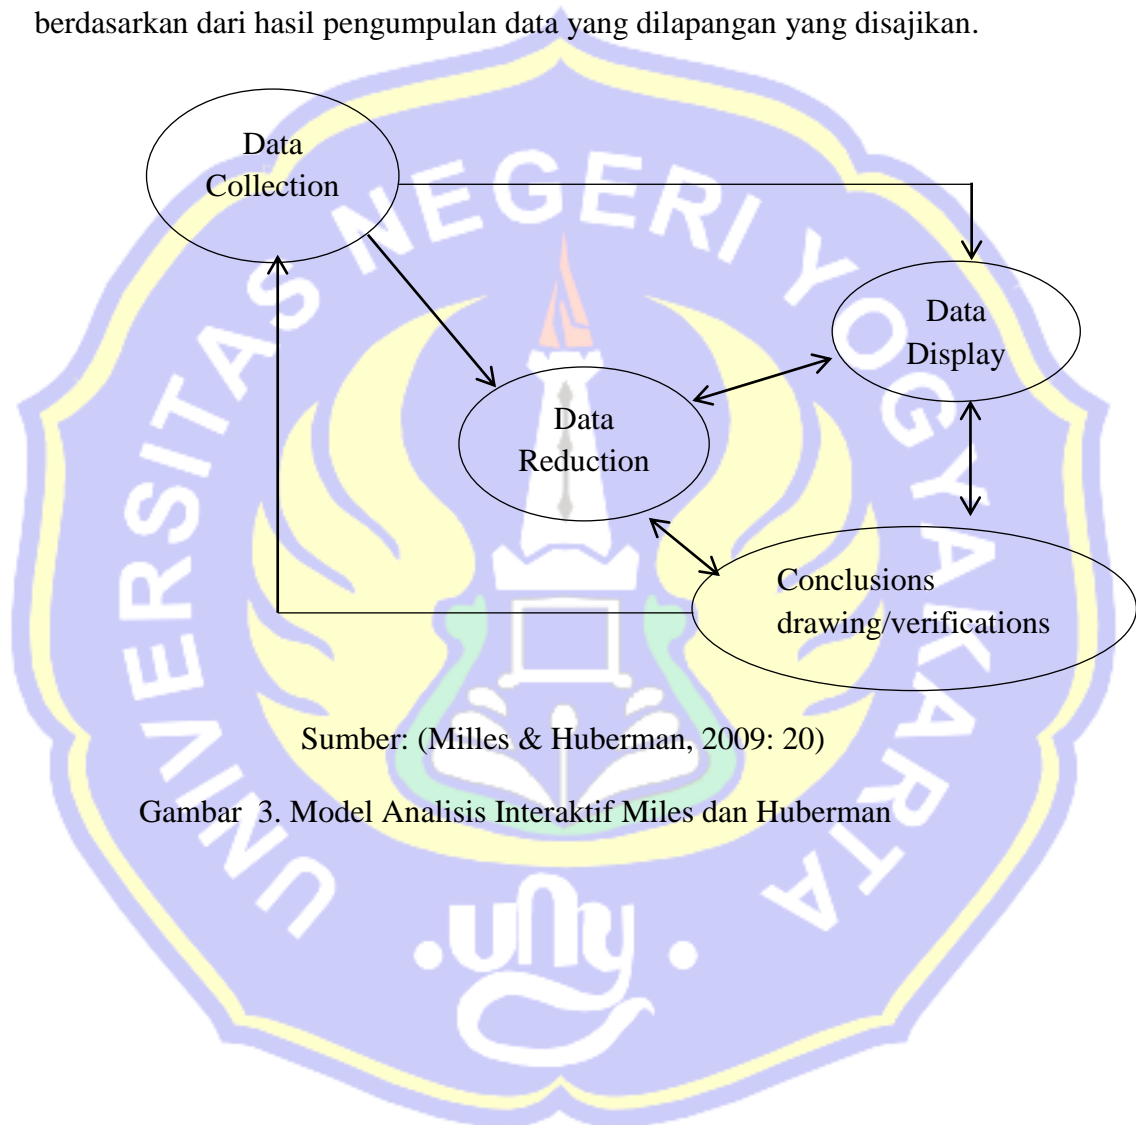 berdasarkan dari hasil pengumpulan data yang dilapangan yang disajikan.
Data
Collection
UNIVERSITAS NEGERI YOGYAKARTA
Data
Display
Data
Reduction
Conclusions
drawing/verifications
Sumber: (Milles & Huberman, 2009: 20)
Gambar  3. Model Analisis Interaktif Miles dan Huberman
uny